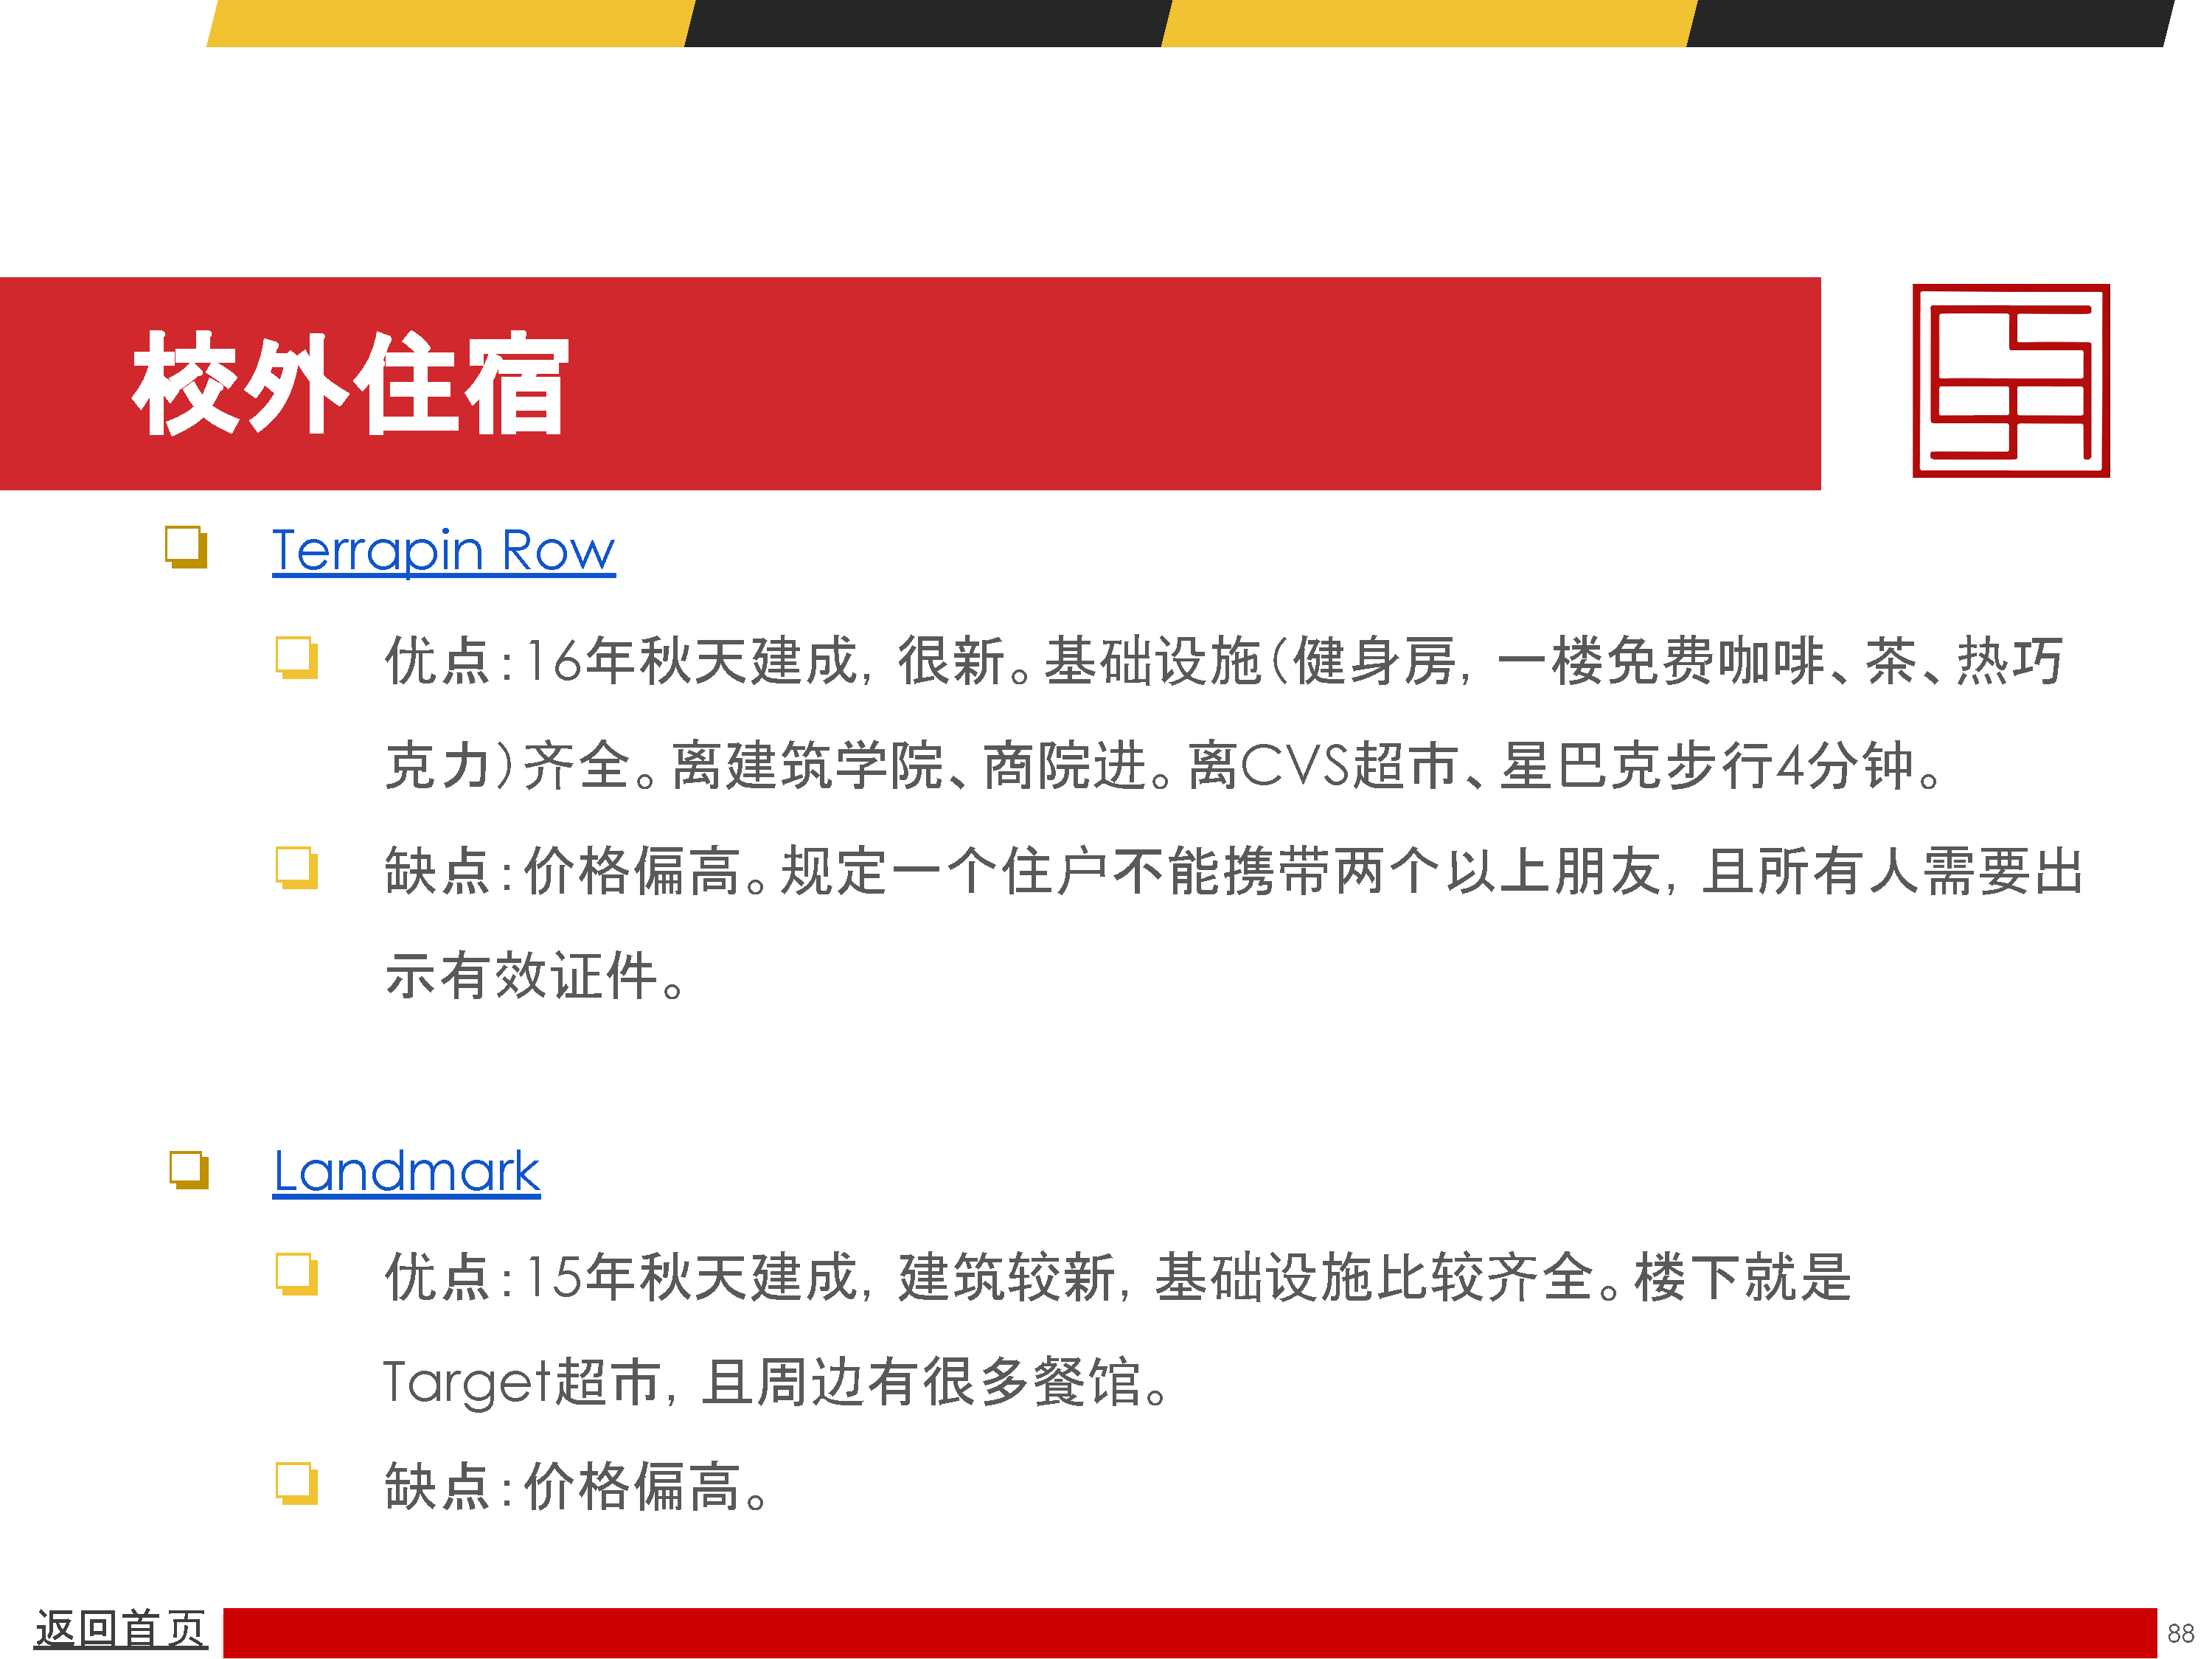 校外住宿
Terrapin Row
优点：16年秋天建成，很新。基础设施（健身房，一楼免费咖啡、茶、热巧
克力）齐全。离建筑学院、商院进。离CVS超市、星巴克步行4分钟。
缺点：价格偏高。规定一个住户不能携带两个以上朋友，且所有人需要出
示有效证件。
Landmark
优点：15年秋天建成，建筑较新，基础设施比较齐全。楼下就是
Target超市，且周边有很多餐馆。
缺点：价格偏高。
返回首页
88